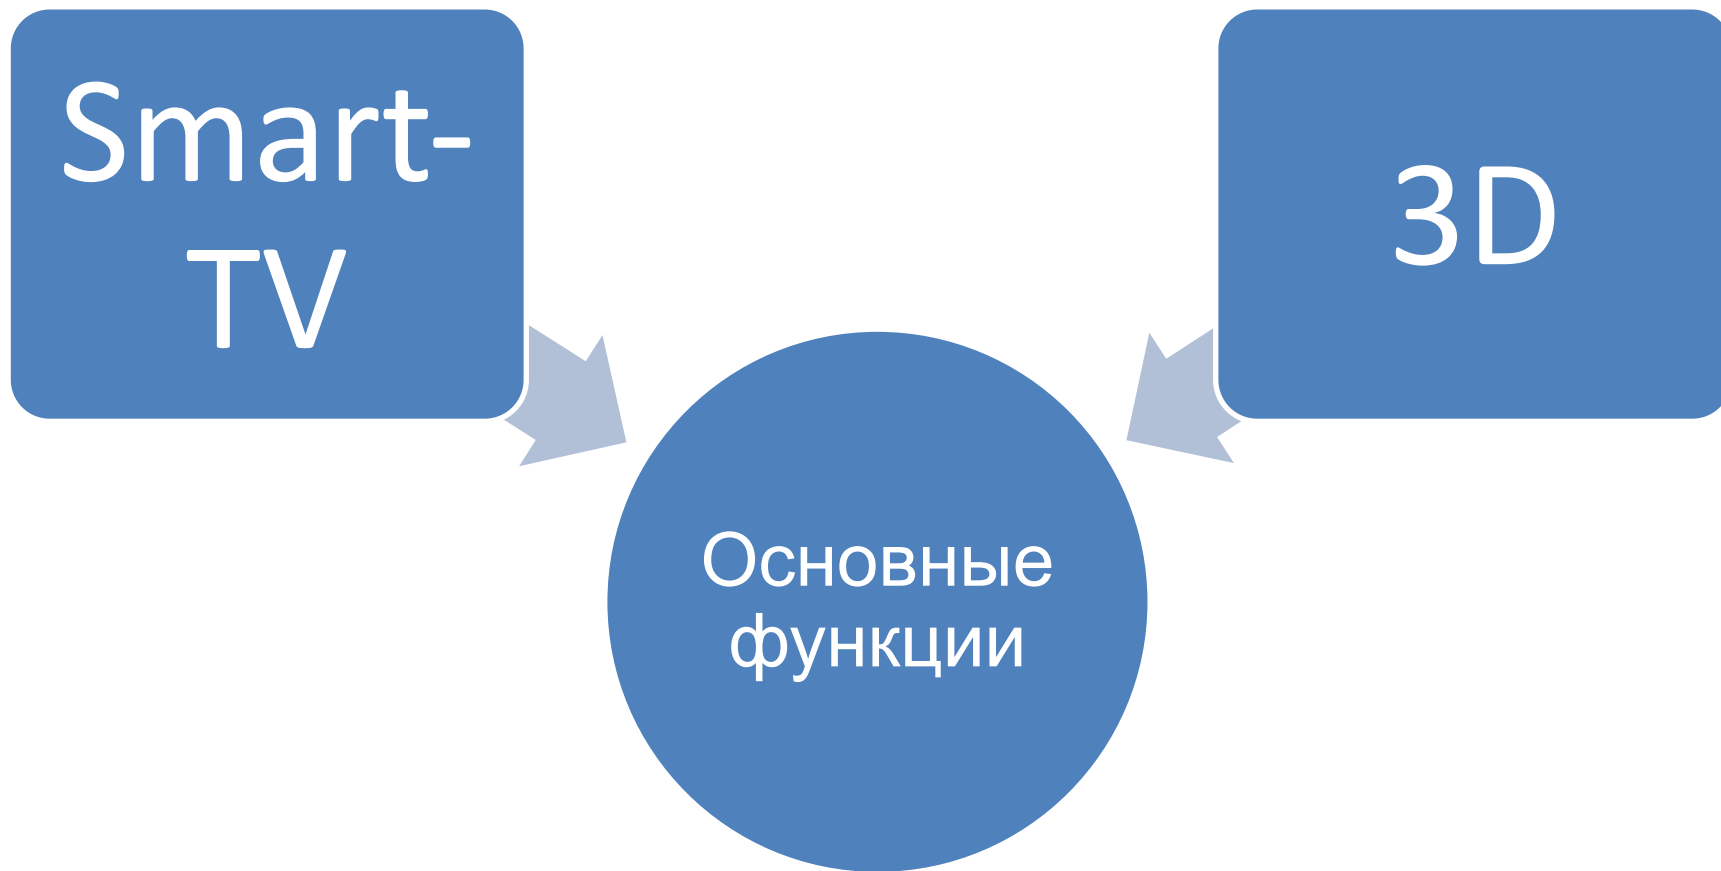 Smart-
TV
3D
Основные
функции